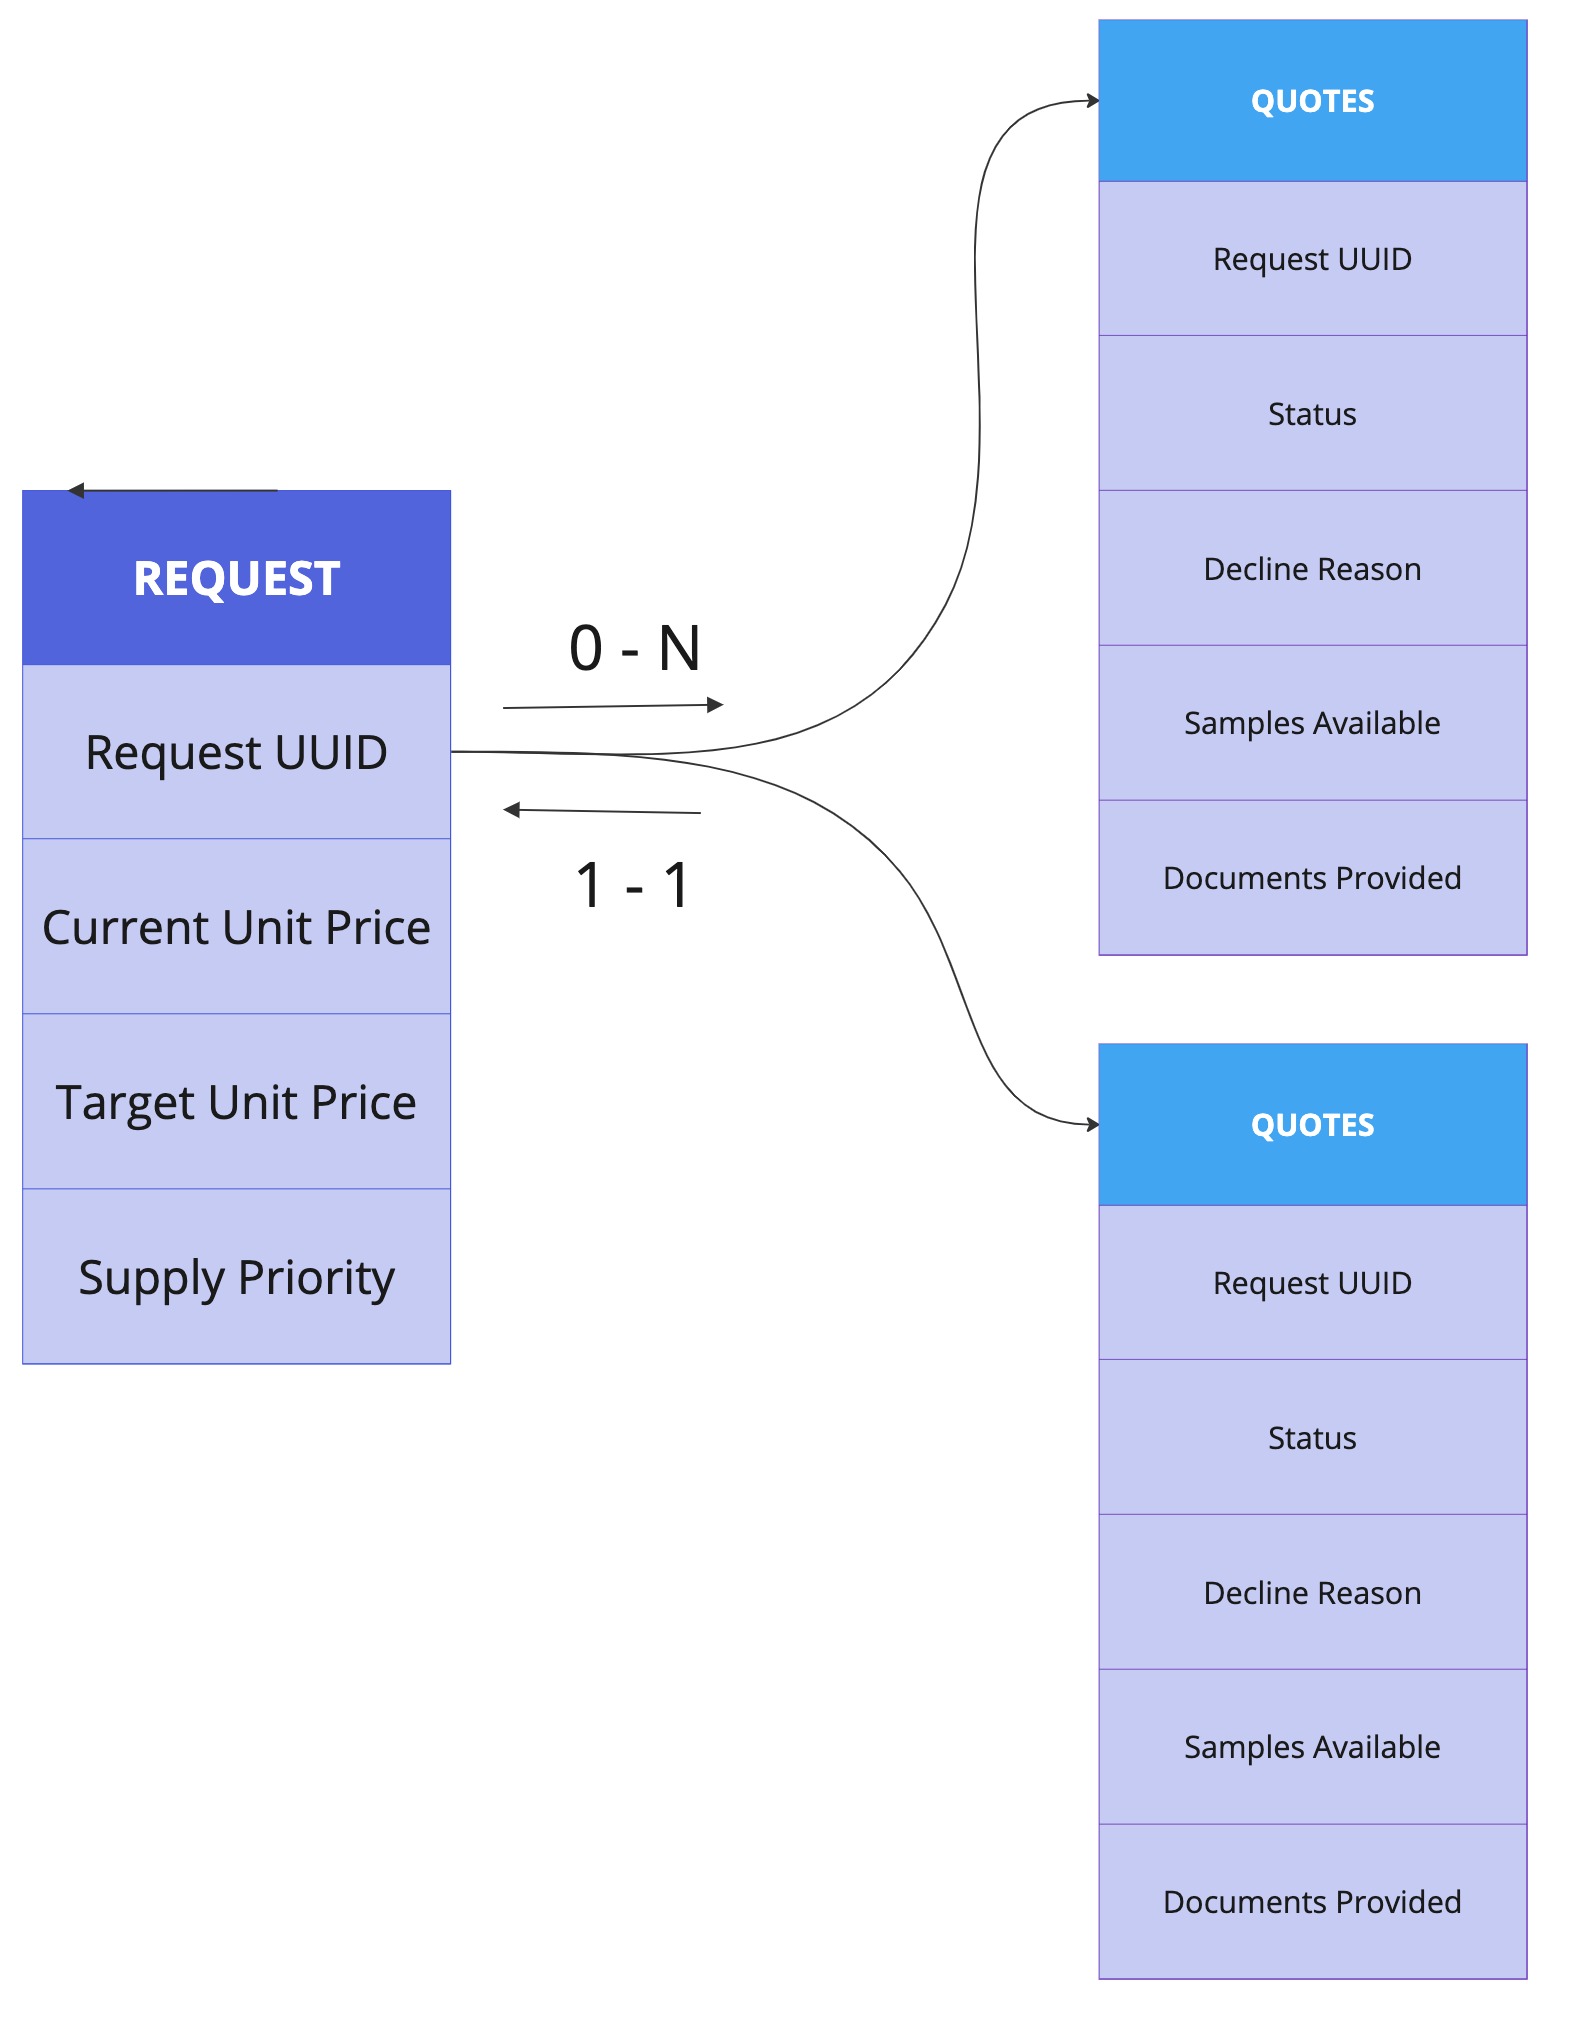 REQUEST
Request UUID
Current Unit Price
Target Unit Price
Supply Priority
0 - N
1 - 1
QUOTES
Request UUID
Status
Decline Reason
Samples Available
Documents Provided
QUOTES
Request UUID
Status
Decline Reason
Samples Available
Documents Provided